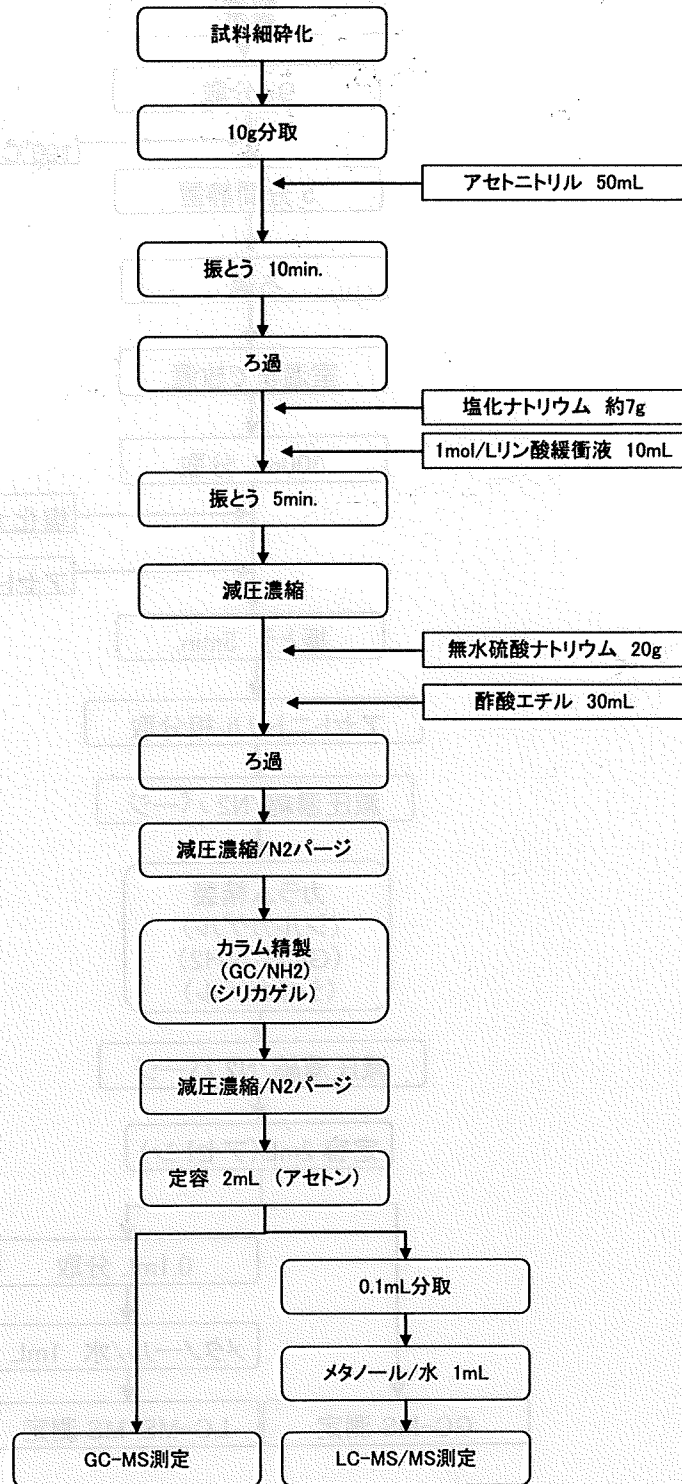 試料細砕化
10g分取
アセトニトリル 50mL
振とう 10min.
ろ過
塩化ナトリウム 約7g
1mol/Lリン酸緩衝液 10mL
振とう 5min.
減圧濃縮
無水硫酸ナトリウム 20g
酢酸エチル 30mL
ろ過
減圧濃縮/N2パージ
カラム精製
(GC/NH2)
(シリカゲル)
減圧濃縮/N2パージ
定容 2mL (アセトン)
0.1mL分取
メタノール/水 1mL
GC-MS測定
LC-MS/MS測定